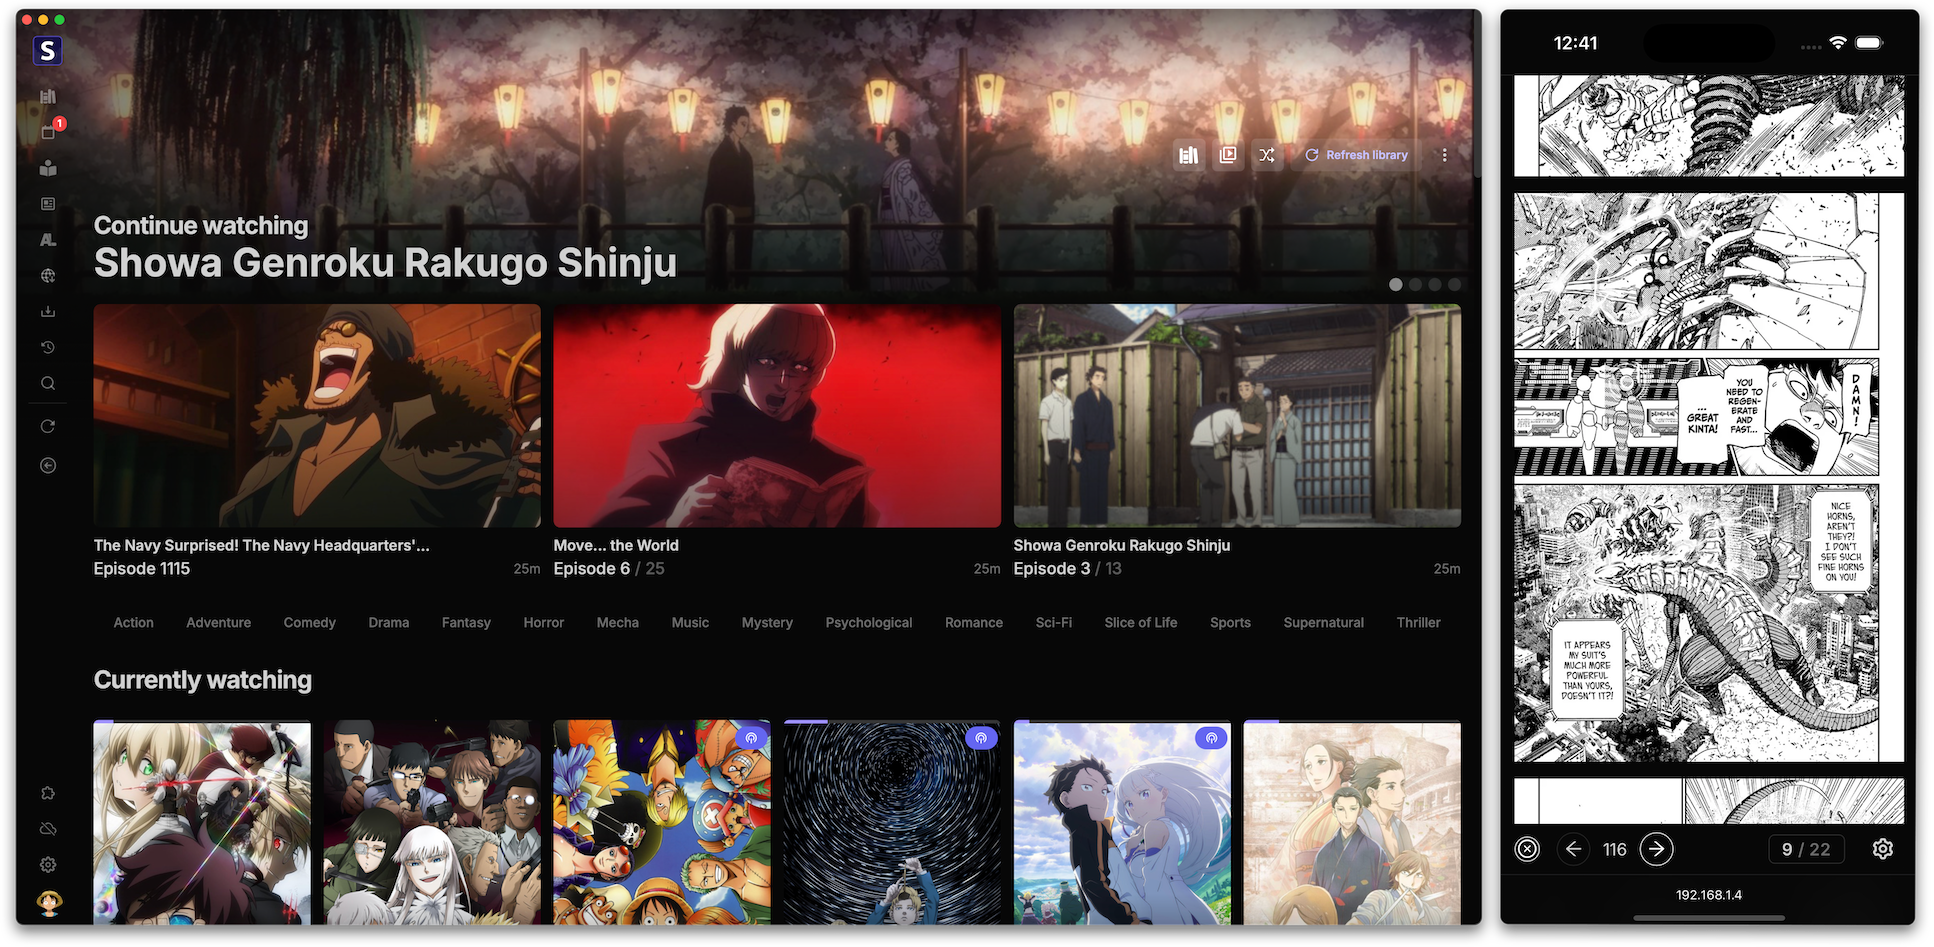 S
1
AL
Refresh library
Continue watching
Showa Genroku Rakugo Shinju
The Navy Surprised! The Navy Headquarters'...
Episode 1115
25m
Move... the World
Episode 6 / 25
25m
Showa Genroku Rakugo Shinju
Episode 3 / 13
25m
Action
Adventure
Comedy
Drama
Fantasy
Horror
Mecha
Music
Mystery
Psychological
Romance
Sci-Fi
Slice of Life
Sports
Supernatural
Thriller
Currently watching
12:41
DAMN!
YOU
NEED TO
REGEN-
ERATE
AND
FAST...
...
GREAT
KINTA!
NICE
HORNS,
AREN'T
THEY?!
I DON'T
SEE SUCH
FINE HORNS
ON YOU!
IT APPEARS
MY SUIT'S
MUCH MORE
POWERFUL
THAN YOURS,
DOESN'T IT?!
116
9 / 22
192.168.1.4